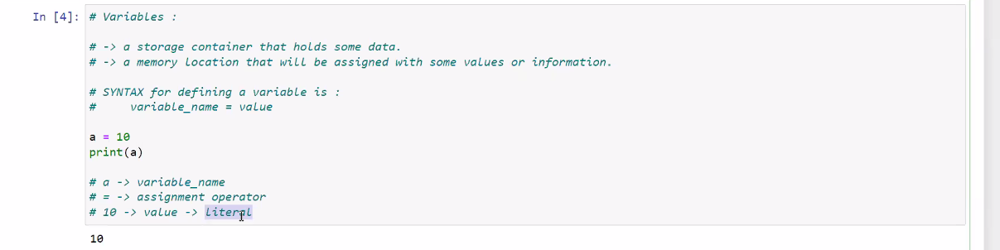 In [4]: # Variables :
# -> a storage container that holds some data.
# -> a memory location that will be assigned with some values or information.
# SYNTAX for defining a variable is :
#     variable_name = value
a = 10
print(a)
# a -> variable_name
# = -> assignment operator
# 10 -> value -> literal
10